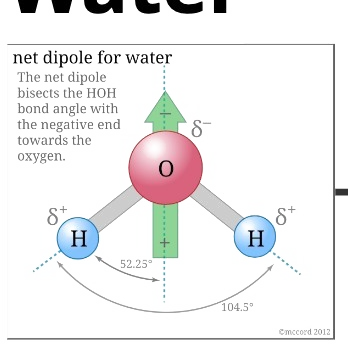 Water
net dipole for water
The net dipole
bisects the HOH
bond angle with
the negative end
towards the
oxygen.
−
δ−
O
δ+
δ+
H
H
+
52.25°
104.5°
©mccord 2012